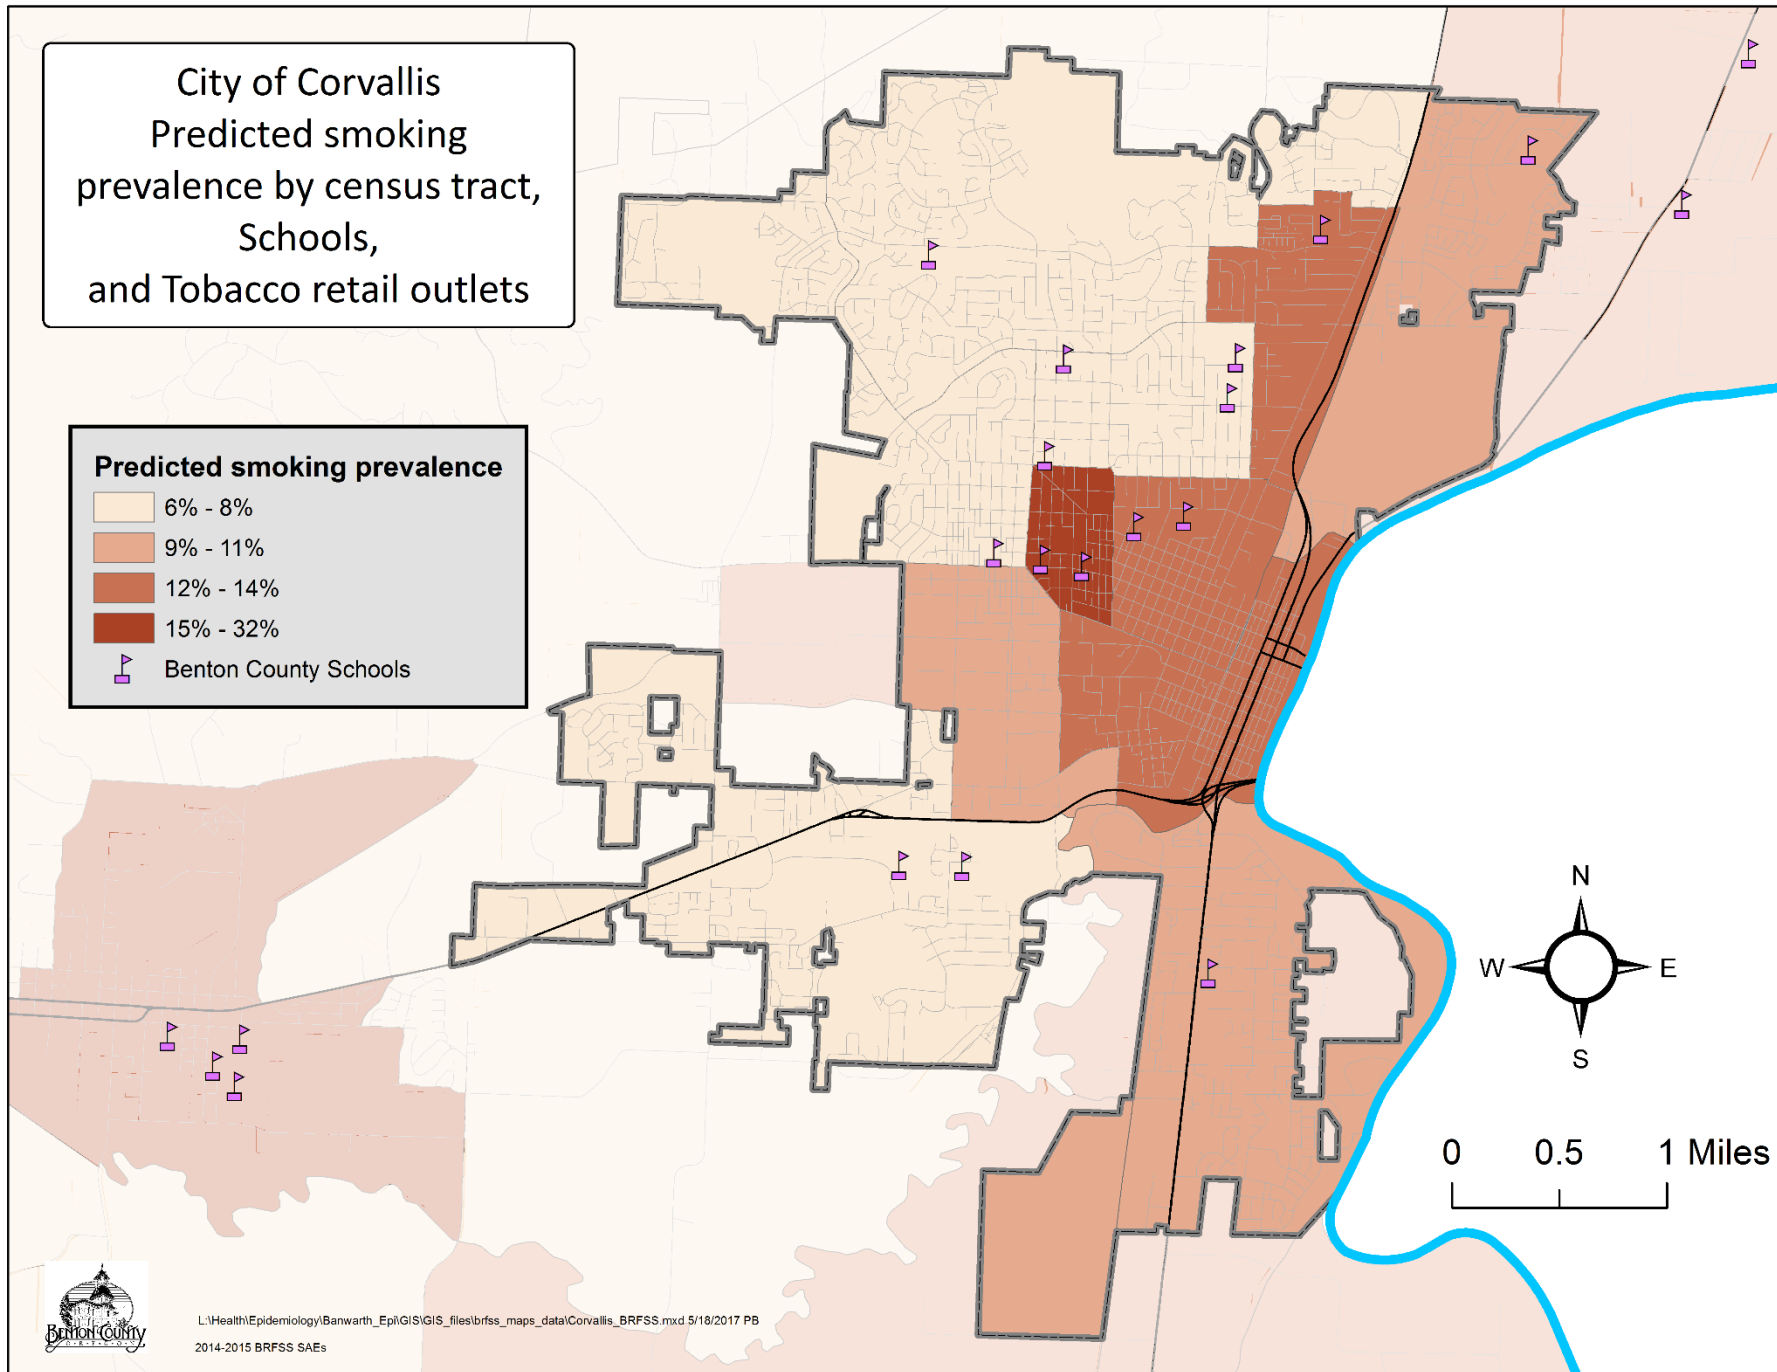 City of Corvallis
Predicted smoking
prevalence by census tract,
Schools,
and Tobacco retail outlets
Predicted smoking prevalence
6% - 8%
9% - 11%
12% - 14%
15% - 32%
Benton County Schools
N
W
E
S
0
0.5
1 Miles
BENTON COUNTY
OREGON
L:\Health\Epidemiology\Banwarth_Epi\GIS\GIS_files\brfss_maps_data\Corvallis_BRFSS.mxd 5/18/2017 PB
2014-2015 BRFSS SAEs